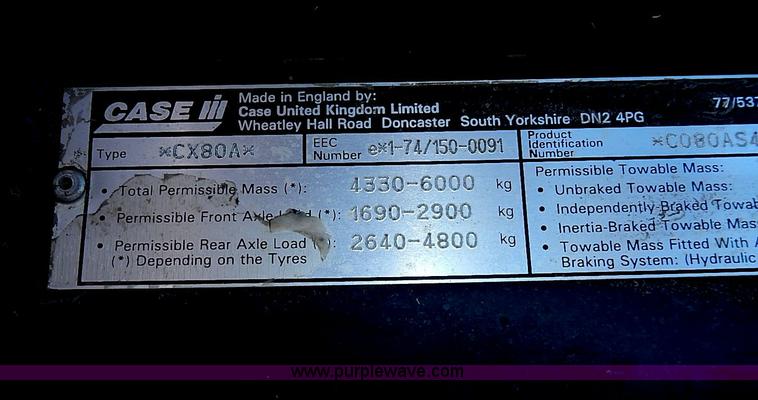 CASE III
Made in England by:
Case United Kingdom Limited
Wheatley Hall Road Doncaster South Yorkshire DN2 4PG
77/537
Type *CX80A*
EEC Number e*1-74/150-0091
Product Identification Number *C080AS4
• Total Permissible Mass (*): 4330-6000 kg
• Permissible Front Axle Load (*): 1690-2900 kg
• Permissible Rear Axle Load (*): 2640-4800 kg
(*) Depending on the Tyres
Permissible Towable Mass:
• Unbraked Towable Mass:
• Independently Braked Towab
• Inertia-Braked Towable Mas
• Towable Mass Fitted With A
Braking System: (Hydraulic
www.purplewave.com